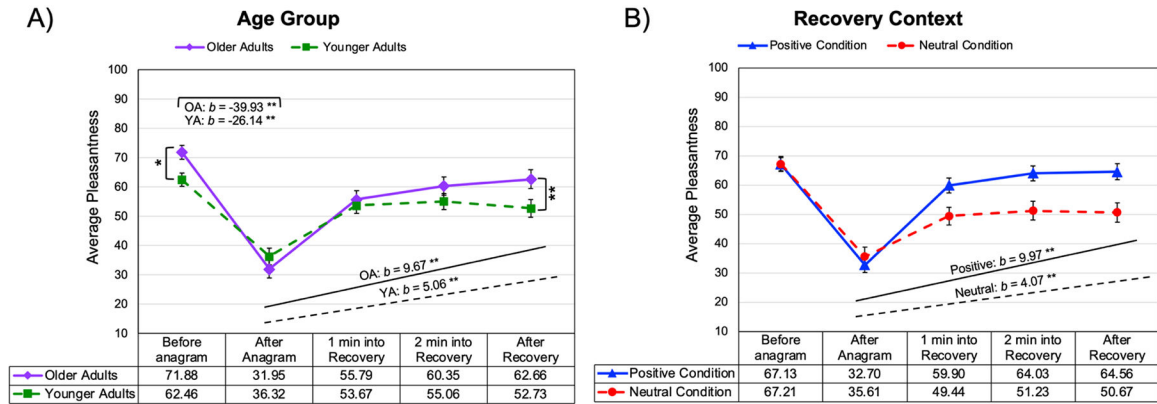 A)
Age Group
Older Adults
Younger Adults
Average Pleasantness
100
90
80
70
60
50
40
30
20
10
OA: b = -39.93 **
YA: b = -26.14 **
*
**
OA: b = 9.67 **
YA: b = 5.06 **
Before anagram | After Anagram | 1 min into Recovery | 2 min into Recovery | After Recovery
Older Adults 71.88 31.95 55.79 60.35 62.66
Younger Adults 62.46 36.32 53.67 55.06 52.73
B)
Recovery Context
Positive Condition
Neutral Condition
Average Pleasantness
100
90
80
70
60
50
40
30
20
10
Positive: b = 9.97 **
Neutral: b = 4.07 **
Before anagram | After Anagram | 1 min into Recovery | 2 min into Recovery | After Recovery
Positive Condition 67.13 32.70 59.90 64.03 64.56
Neutral Condition 67.21 35.61 49.44 51.23 50.67